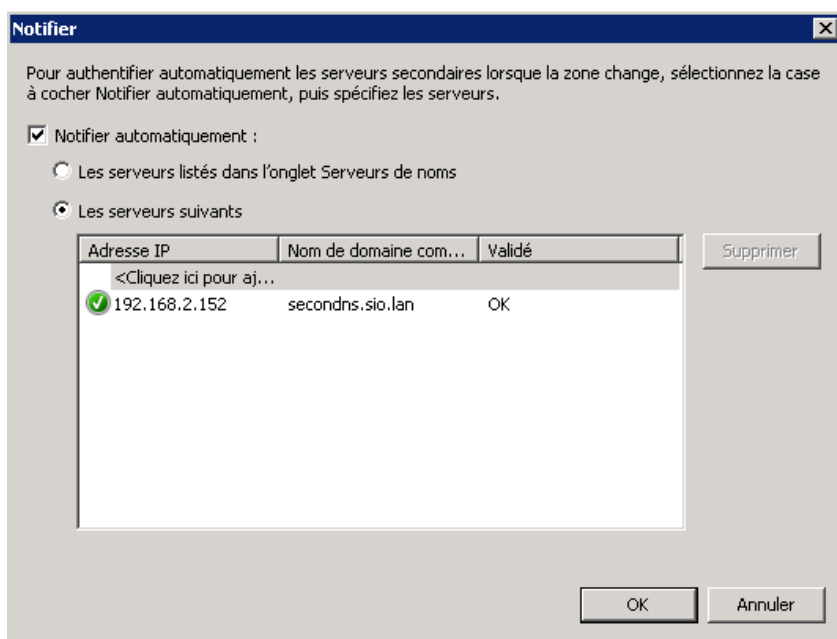 Notifier
Pour authentifier automatiquement les serveurs secondaires lorsque la zone change, sélectionnez la case
à cocher Notifier automatiquement, puis spécifiez les serveurs.
Notifier automatiquement :
Les serveurs listés dans l'onglet Serveurs de noms
Les serveurs suivants
Adresse IP Nom de domaine com... Validé
Supprimer
<Cliquez ici pour aj...
192.168.2.152 secondns.sio.lan OK
OK Annuler